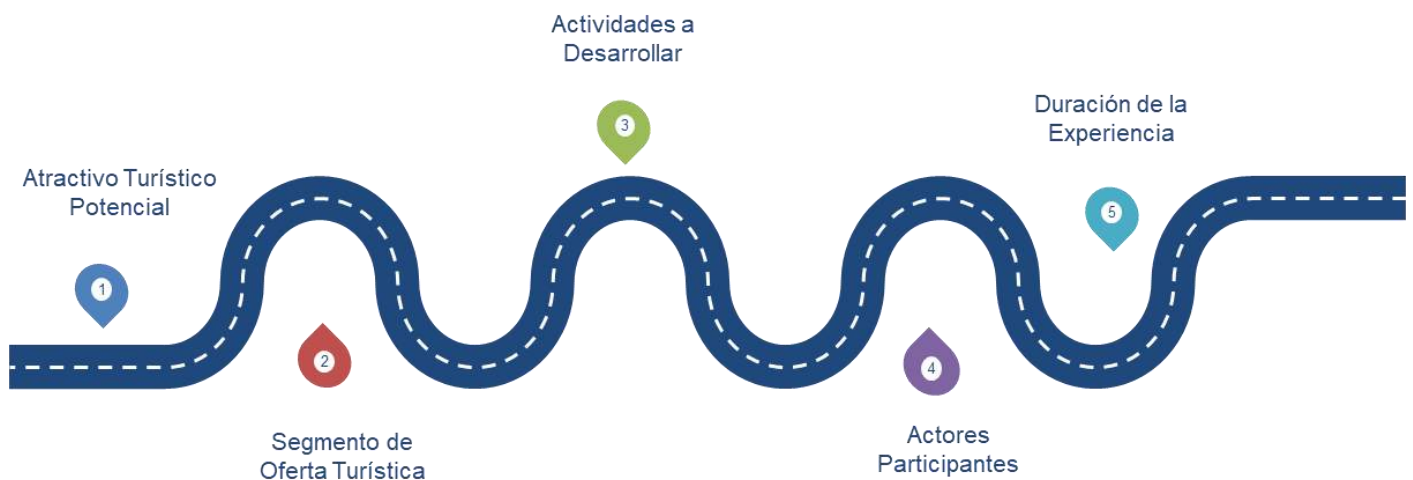 Atractivo Turístico
Potencial
1
2
Segmento de
Oferta Turística
Actividades a
Desarrollar
3
4
Actores
Participantes
Duración de la
Experiencia
5